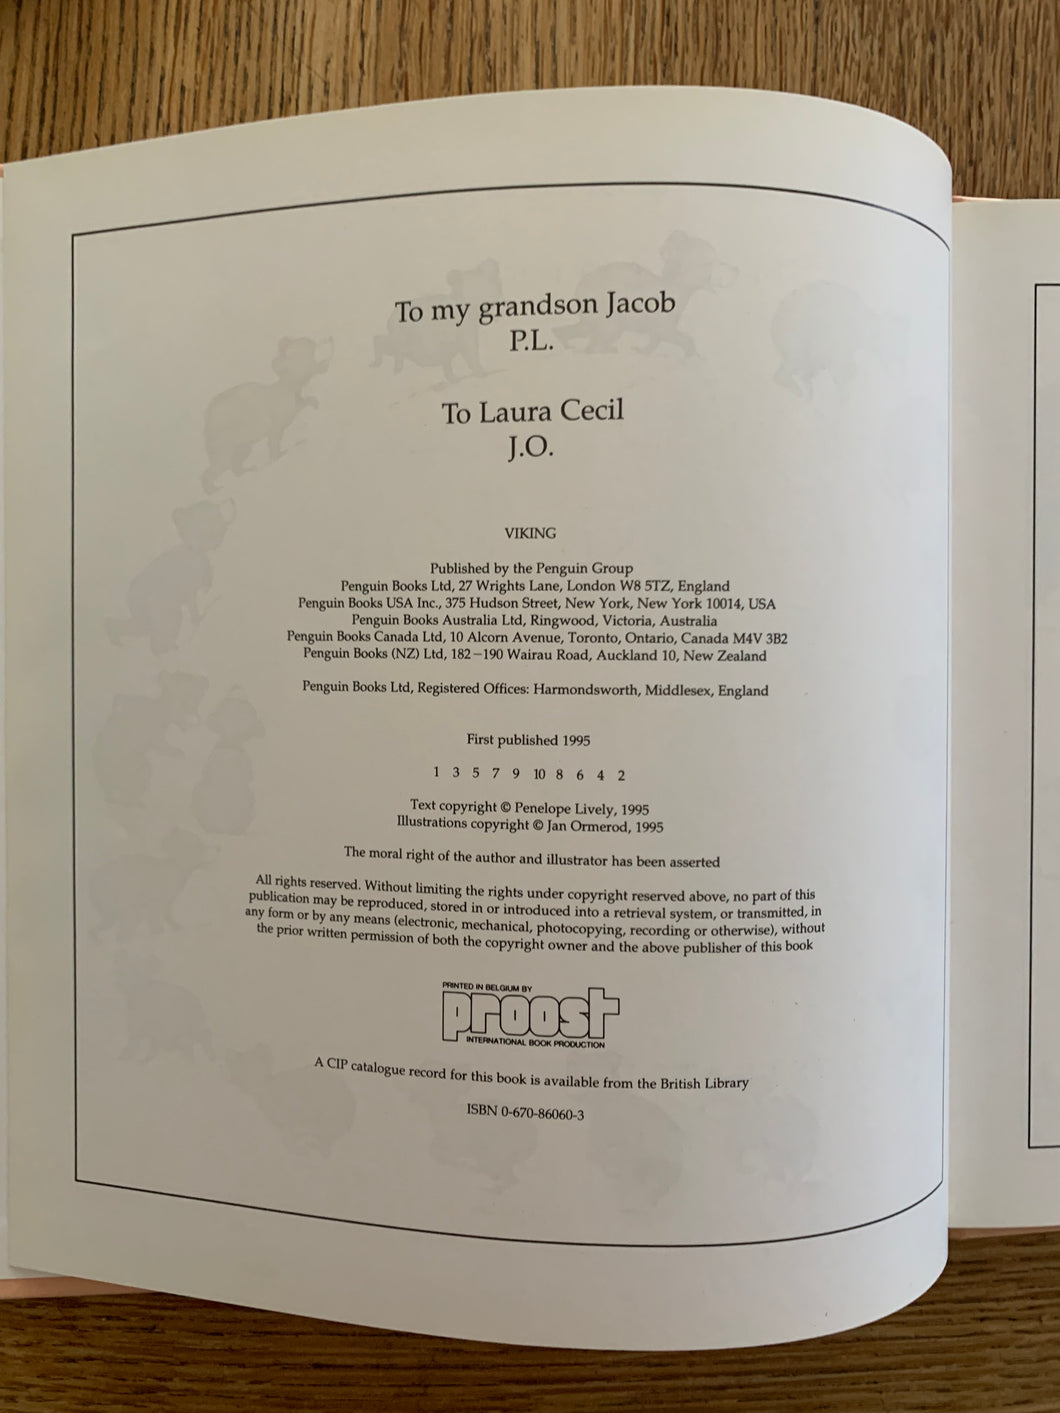 To my grandson Jacob
P.L.
To Laura Cecil
J.O.
VIKING
Published by the Penguin Group
Penguin Books Ltd, 27 Wrights Lane, London W8 5TZ, England
Penguin Books USA Inc., 375 Hudson Street, New York, New York 10014, USA
Penguin Books Australia Ltd, Ringwood, Victoria, Australia
Penguin Books Canada Ltd, 10 Alcorn Avenue, Toronto, Ontario, Canada M4V 3B2
Penguin Books (NZ) Ltd, 182–190 Wairau Road, Auckland 10, New Zealand
Penguin Books Ltd, Registered Offices: Harmondsworth, Middlesex, England
First published 1995
1 3 5 7 9 10 8 6 4 2
Text copyright © Penelope Lively, 1995
Illustrations copyright © Jan Ormerod, 1995
The moral right of the author and illustrator has been asserted
All rights reserved. Without limiting the rights under copyright reserved above, no part of this
publication may be reproduced, stored in or introduced into a retrieval system, or transmitted, in
any form or by any means (electronic, mechanical, photocopying, recording or otherwise), without
the prior written permission of both the copyright owner and the above publisher of this book
PRINTED IN BELGIUM BY
proost
INTERNATIONAL BOOK PRODUCTION
A CIP catalogue record for this book is available from the British Library
ISBN 0-670-86060-3